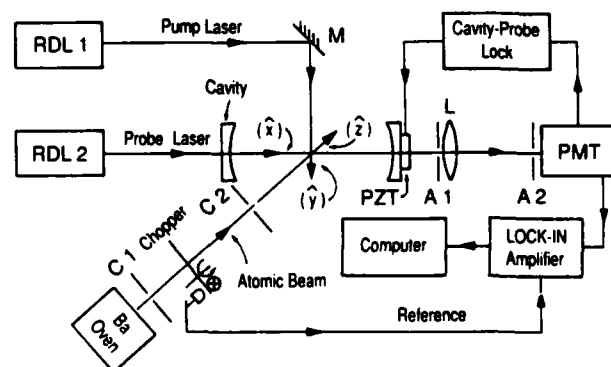 RDL 1
Pump Laser
M
Cavity-Probe
Lock
Cavity
L
RDL 2
Probe Laser
(x̂)
(ẑ)
(ŷ)
PZT
A 1
A 2
PMT
C 2
Chopper
C 1
D
Atomic Beam
Computer
LOCK-IN
Amplifier
Ba
Oven
Reference